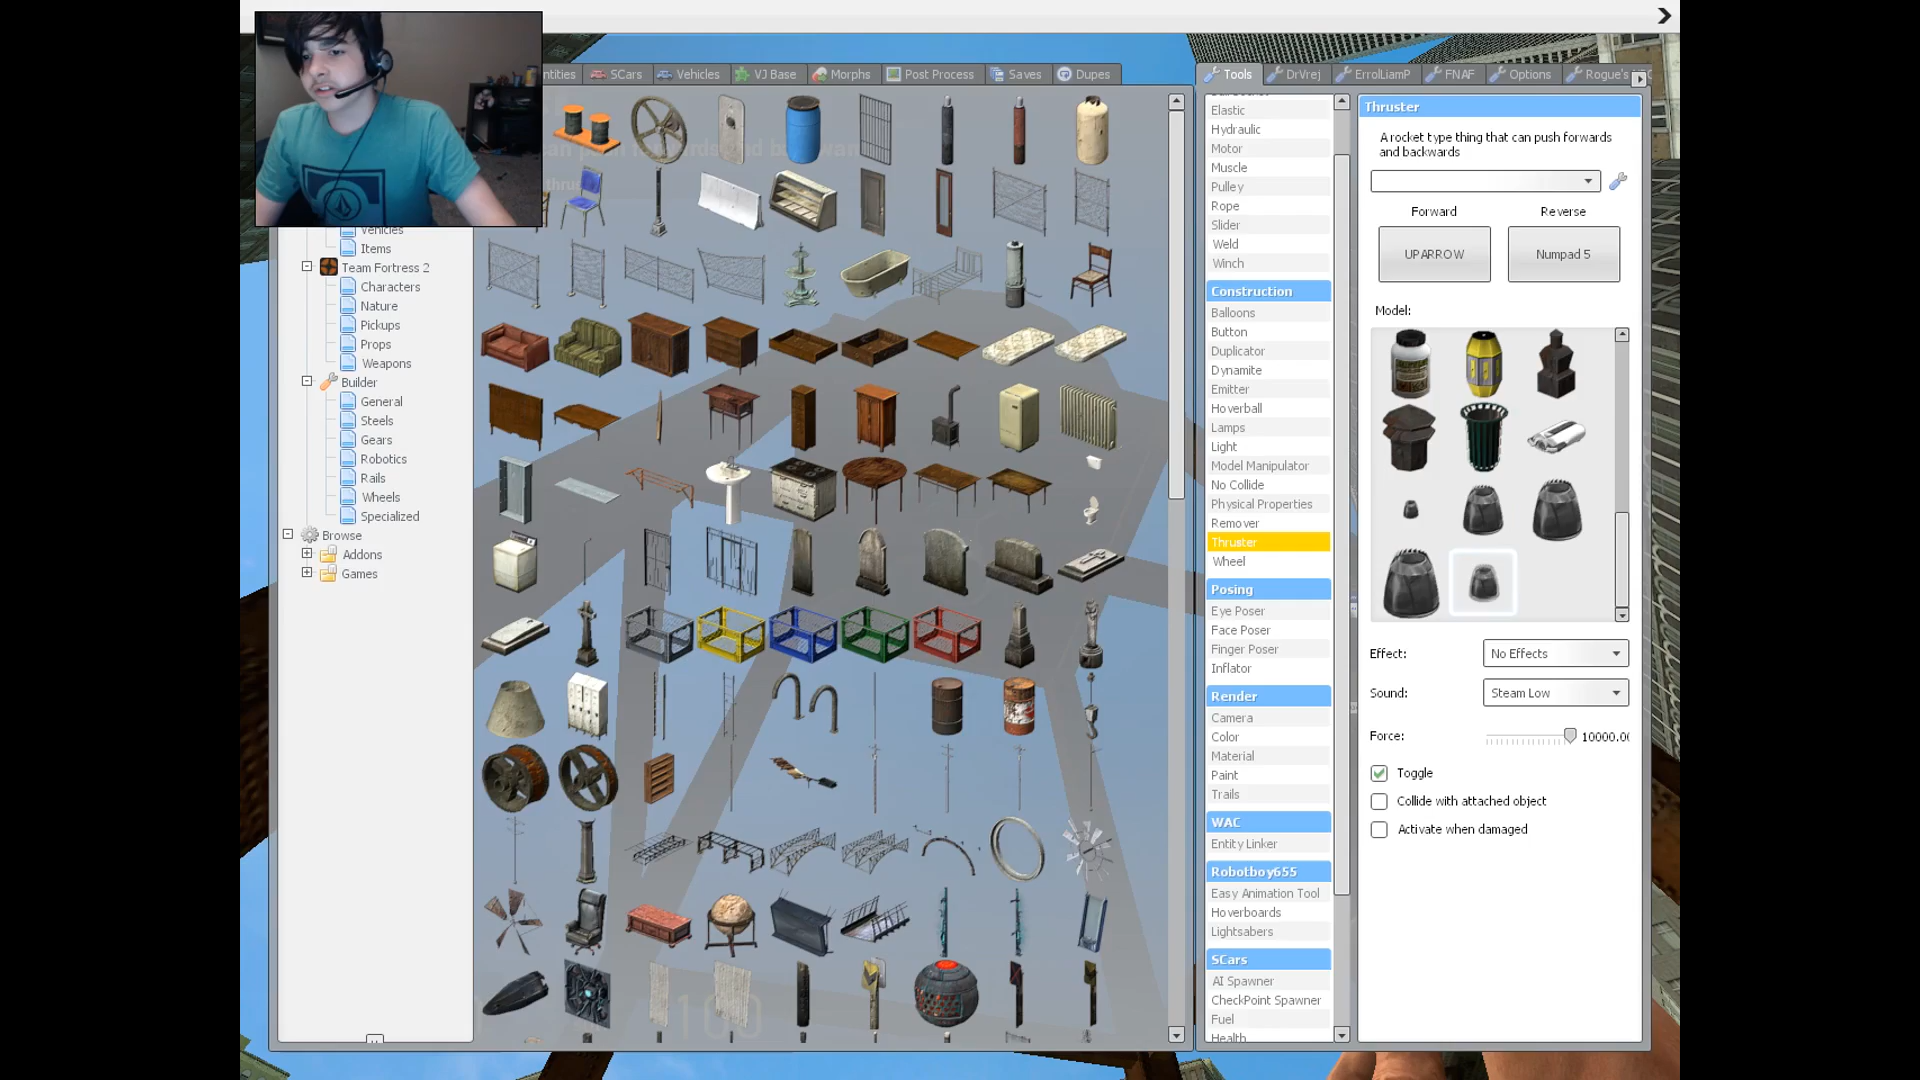 ntities
SCars
Vehicles
VJ Base
Morphs
Post Process
Saves
Dupes
Tools
DrVrej
ErrolLiamP
FNAF
Options
Rogue's
Vehicles
Items
Team Fortress 2
Characters
Nature
Pickups
Props
Weapons
Builder
General
Steels
Gears
Robotics
Rails
Wheels
Specialized
Browse
Addons
Games
100
Elastic
Hydraulic
Motor
Muscle
Pulley
Rope
Slider
Weld
Winch
Construction
Balloons
Button
Duplicator
Dynamite
Emitter
Hoverball
Lamps
Light
Model Manipulator
No Collide
Physical Properties
Remover
Thruster
Wheel
Posing
Eye Poser
Face Poser
Finger Poser
Inflator
Render
Camera
Color
Material
Paint
Trails
WAC
Entity Linker
Robotboy655
Easy Animation Tool
Hoverboards
Lightsabers
SCars
AI Spawner
CheckPoint Spawner
Fuel
Health
Thruster
A rocket type thing that can push forwards
and backwards
Forward
Reverse
UPARROW
Numpad 5
Model:
Effect:
No Effects
Sound:
Steam Low
Force:
10000.00
Toggle
Collide with attached object
Activate when damaged